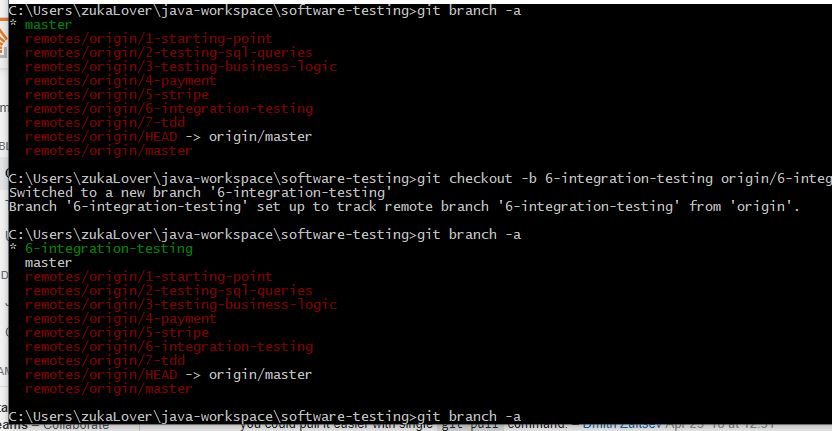 C:\Users\zukaLover\java-workspace\software-testing>git branch -a
* master
remotes/origin/1-starting-point
remotes/origin/2-testing-sql-queries
remotes/origin/3-testing-business-logic
remotes/origin/4-payment
remotes/origin/5-stripe
remotes/origin/6-integration-testing
remotes/origin/7-tdd
remotes/origin/HEAD -> origin/master
remotes/origin/master
C:\Users\zukaLover\java-workspace\software-testing>git checkout -b 6-integration-testing origin/6-integ
Switched to a new branch '6-integration-testing'
Branch '6-integration-testing' set up to track remote branch '6-integration-testing' from 'origin'.
C:\Users\zukaLover\java-workspace\software-testing>git branch -a
* 6-integration-testing
master
remotes/origin/1-starting-point
remotes/origin/2-testing-sql-queries
remotes/origin/3-testing-business-logic
remotes/origin/4-payment
remotes/origin/5-stripe
remotes/origin/6-integration-testing
remotes/origin/7-tdd
remotes/origin/HEAD -> origin/master
remotes/origin/master
C:\Users\zukaLover\java-workspace\software-testing>git branch -a